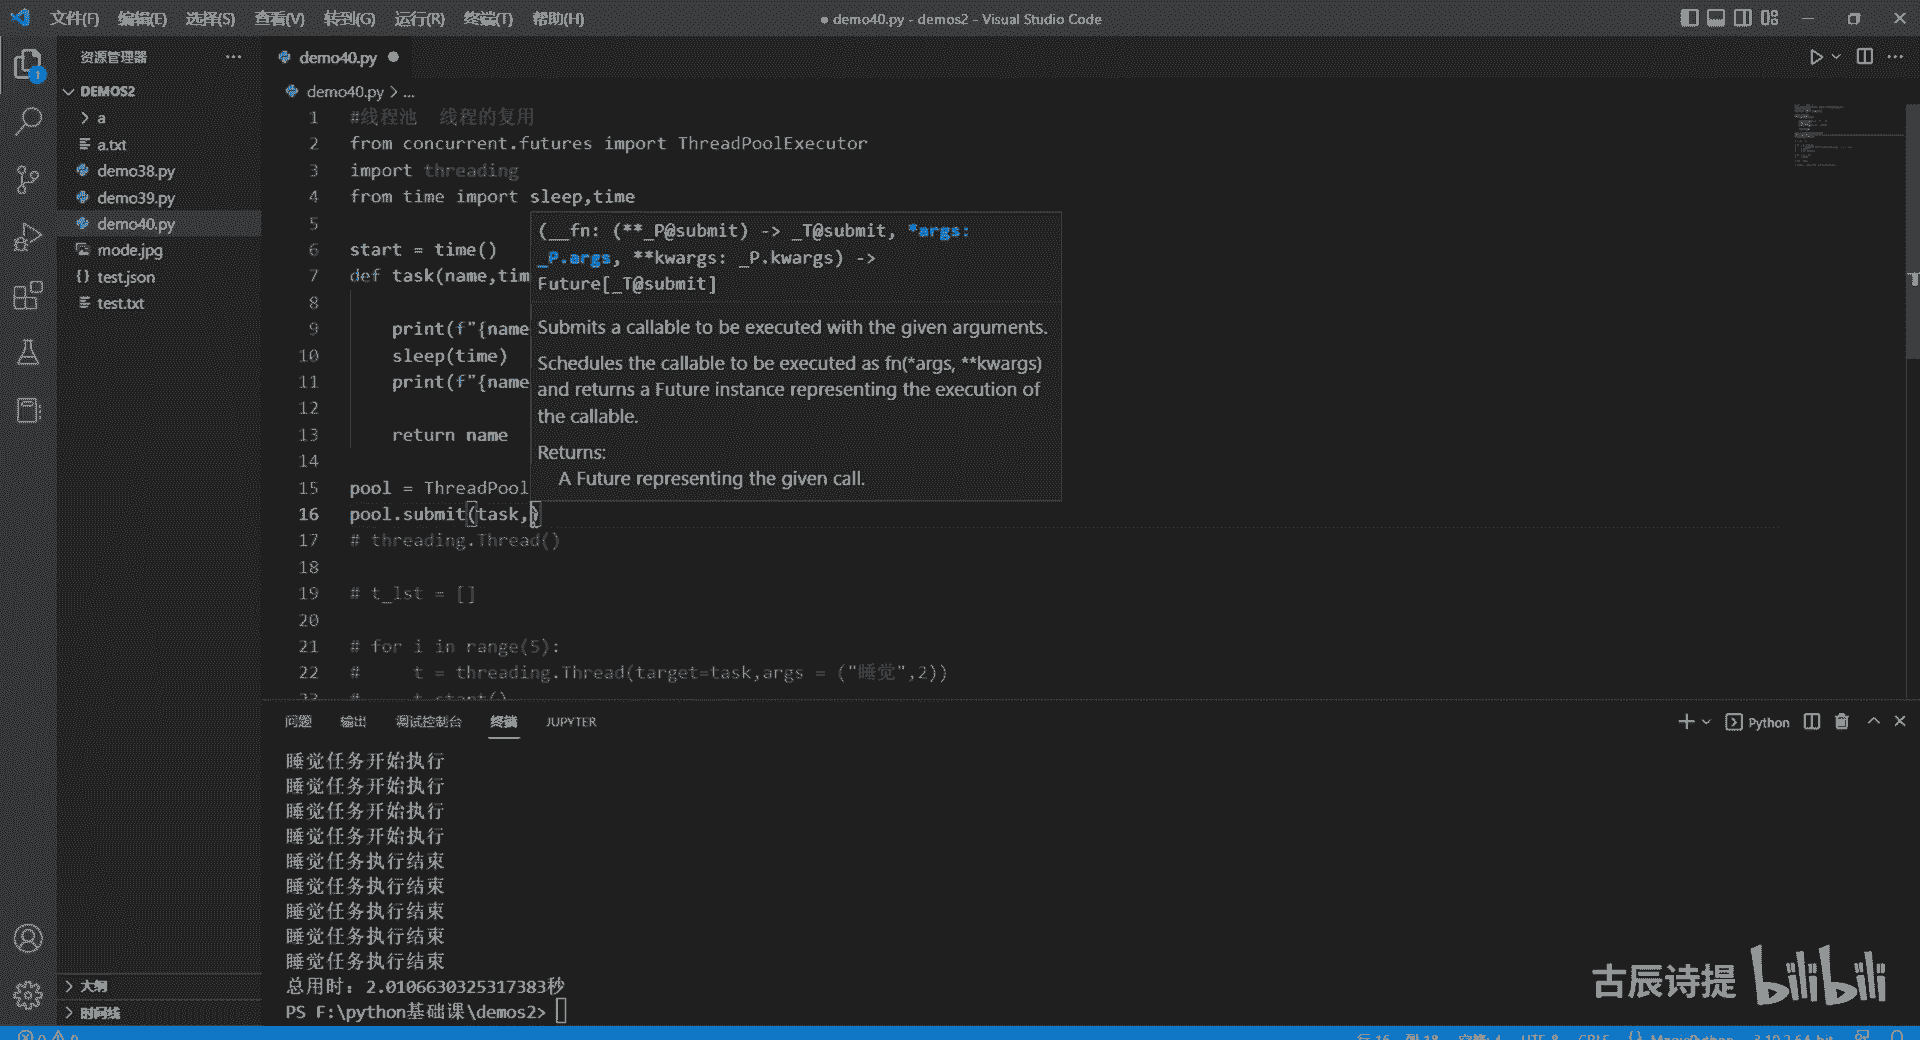 文件(F) 编辑(E) 选择(S) 查看(V) 转到(G) 运行(R) 终端(T) 帮助(H)
● demo40.py - demos2 - Visual Studio Code
资源管理器
demo40.py
DEMOS2
demo40.py > ...
a
a.txt
demo38.py
demo39.py
demo40.py
mode.jpg
{} test.json
test.txt
1 #线程池  线程的复用
2 from concurrent.futures import ThreadPoolExecutor
3 import threading
4 from time import sleep,time
5
6 start = time()
7 def task(name,tim
8
9 print(f"{name
10 sleep(time)
11 print(f"{name
12
13 return name
14
15 pool = ThreadPool
16 pool.submit(task,)
17 # threading.Thread()
18
19 # t_lst = []
20
21 # for i in range(5):
22 #     t = threading.Thread(target=task,args = ("睡觉",2))
23 #     t.start()
(__fn: (**_P@submit) -> _T@submit, *args:
_P.args, **kwargs: _P.kwargs) ->
Future[_T@submit]
Submits a callable to be executed with the given arguments.
Schedules the callable to be executed as fn(*args, **kwargs)
and returns a Future instance representing the execution of
the callable.
Returns:
A Future representing the given call.
问题 输出 调试控制台 终端 JUPYTER
Python
睡觉任务开始执行
睡觉任务开始执行
睡觉任务开始执行
睡觉任务开始执行
睡觉任务执行结束
睡觉任务执行结束
睡觉任务执行结束
睡觉任务执行结束
睡觉任务执行结束
总用时：2.0106630325317383秒
PS F:\python基础课\demos2>
大纲
时间线
古辰诗提 bilibili